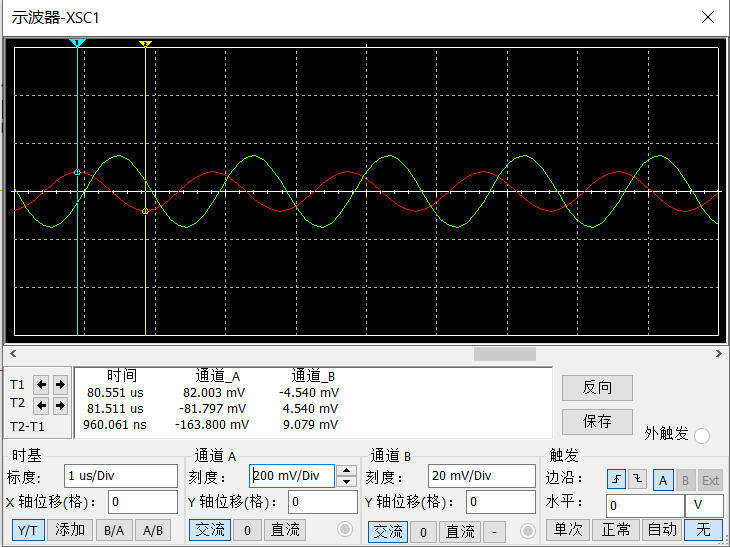 示波器-XSC1
1
2
时间 通道_A 通道_B
T1 80.551 us 82.003 mV -4.540 mV
T2 81.511 us -81.797 mV 4.540 mV
T2-T1 960.061 ns -163.800 mV 9.079 mV
反向
保存
外触发
时基 通道 A 通道 B 触发
标度: 1 us/Div 刻度: 200 mV/Div 刻度: 20 mV/Div 边沿: A B Ext
X 轴位移(格): 0 Y 轴位移(格): 0 Y 轴位移(格): 0 水平: 0 V
Y/T 添加 B/A A/B 交流 0 直流 交流 0 直流 - 单次 正常 自动 无